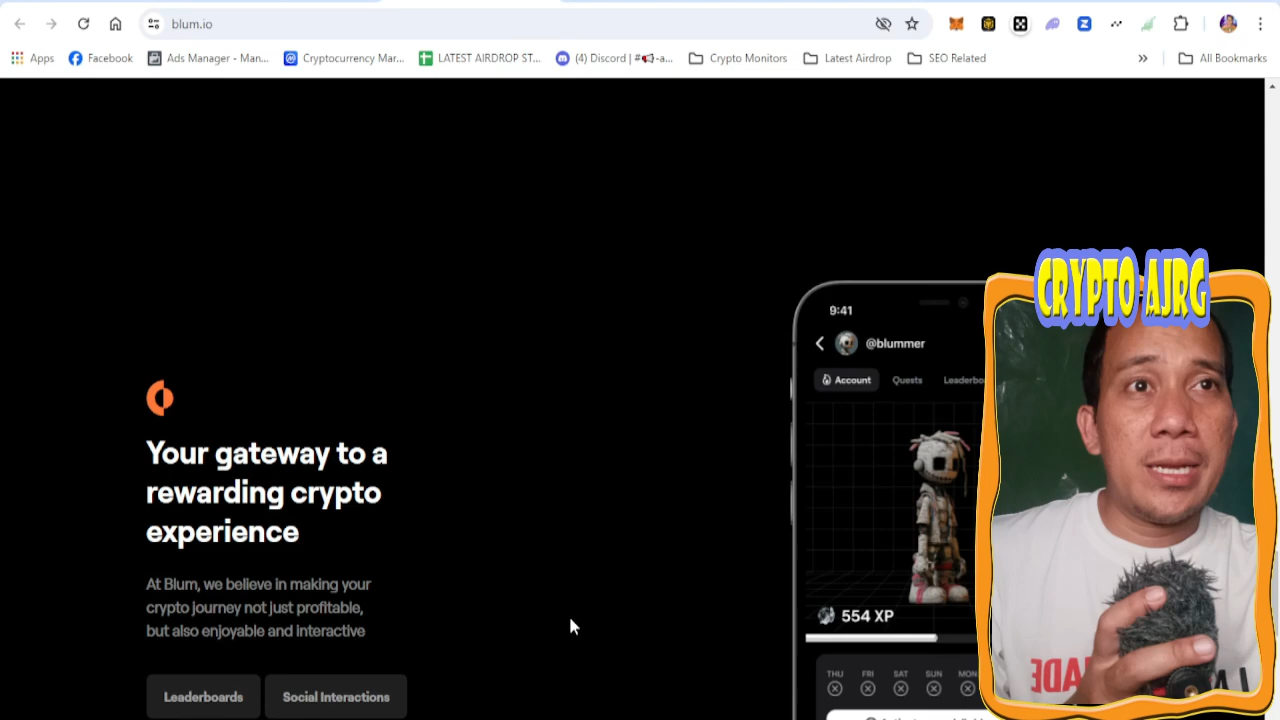 blum.io
Apps
Facebook
Ads Manager - Man...
Cryptocurrency Mar...
LATEST AIRDROP ST...
(4) Discord | #📢-a...
Crypto Monitors
Latest Airdrop
SEO Related
All Bookmarks
CRYPTO AJRG
9:41
@blummer
Account
Quests
Leaderbo
Your gateway to a
rewarding crypto
experience
At Blum, we believe in making your
crypto journey not just profitable,
but also enjoyable and interactive
554 XP
THU FRI SAT SUN MON
Leaderboards
Social Interactions